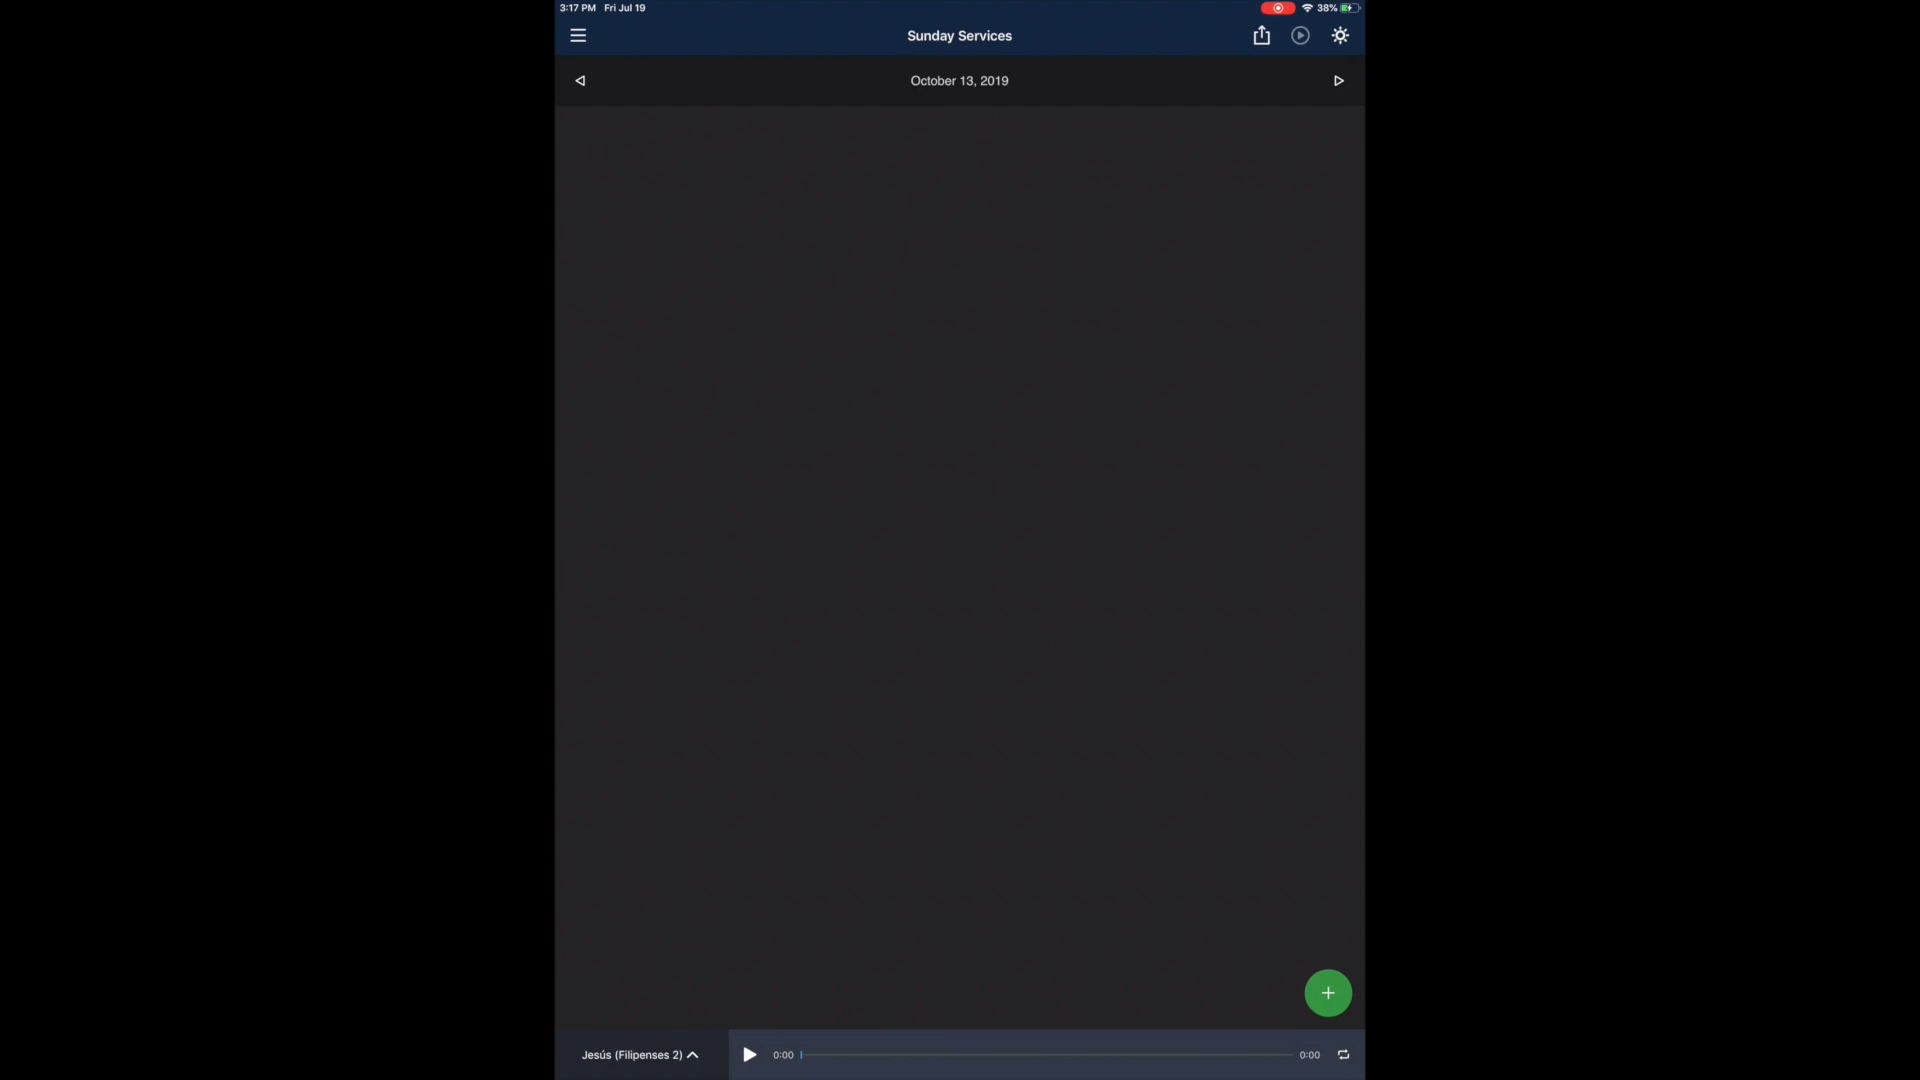 3:17 PM Fri Jul 19
38%
Sunday Services
October 13, 2019
Jesús (Filipenses 2)
0:00
0:00